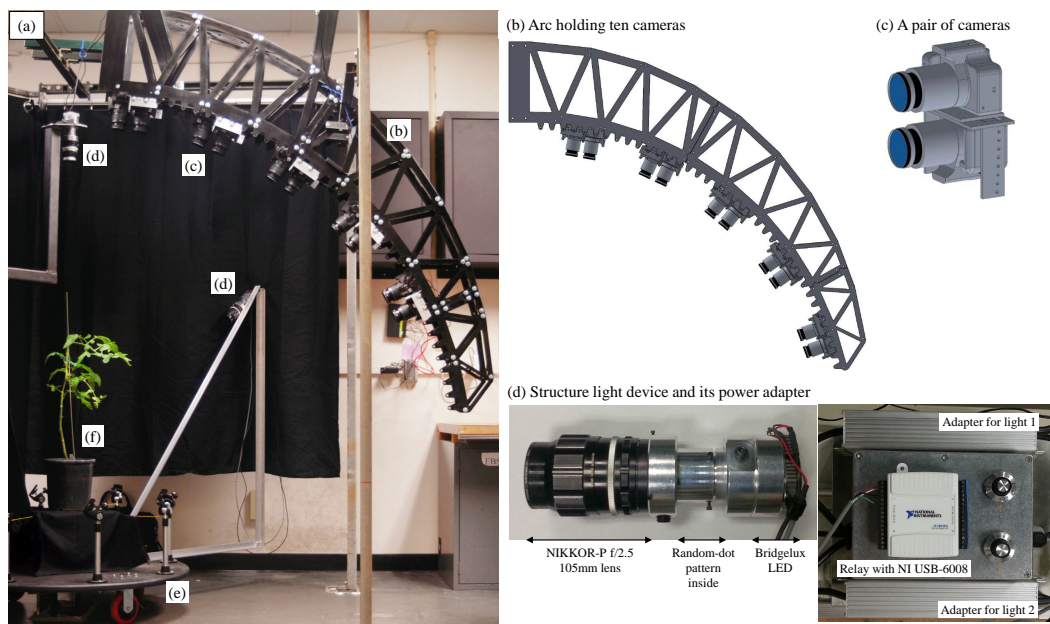 (a)
(b)
(c)
(d)
(d)
(f)
(e)
(b) Arc holding ten cameras
(c) A pair of cameras
(d) Structure light device and its power adapter
NIKKOR-P f/2.5
105mm lens
Random-dot
pattern
inside
Bridgelux
LED
Adapter for light 1
NATIONAL
INSTRUMENTS
Relay with NI USB-6008
Adapter for light 2